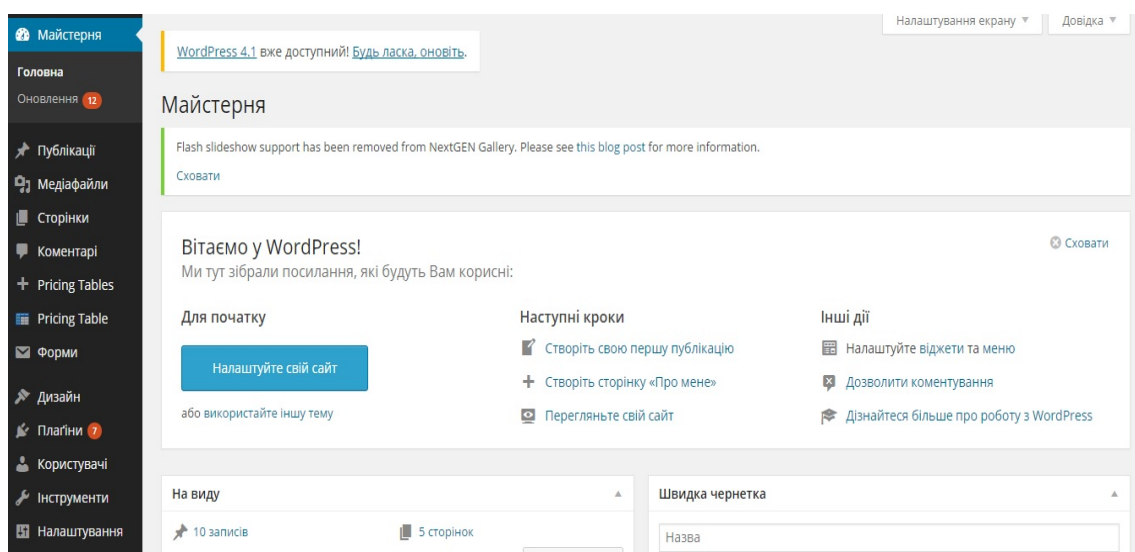 Майстерня
Головна
Оновлення 12
Публікації
Медіафайли
Сторінки
Коментарі
Pricing Tables
Pricing Table
Форми
Дизайн
Плаґіни 7
Користувачі
Інструменти
Налаштування
Налаштування екрану
Довідка
WordPress 4.1 вже доступний! Будь ласка, оновіть.
Майстерня
Flash slideshow support has been removed from NextGEN Gallery. Please see this blog post for more information.
Сховати
Вітаємо у WordPress!
Сховати
Ми тут зібрали посилання, які будуть Вам корисні:
Для початку
Налаштуйте свій сайт
або використайте іншу тему
Наступні кроки
Створіть свою першу публікацію
Створіть сторінку «Про мене»
Перегляньте свій сайт
Інші дії
Налаштуйте віджети та меню
Дозволити коментування
Дізнайтеся більше про роботу з WordPress
На виду
10 записів
5 сторінок
Швидка чернетка
Назва